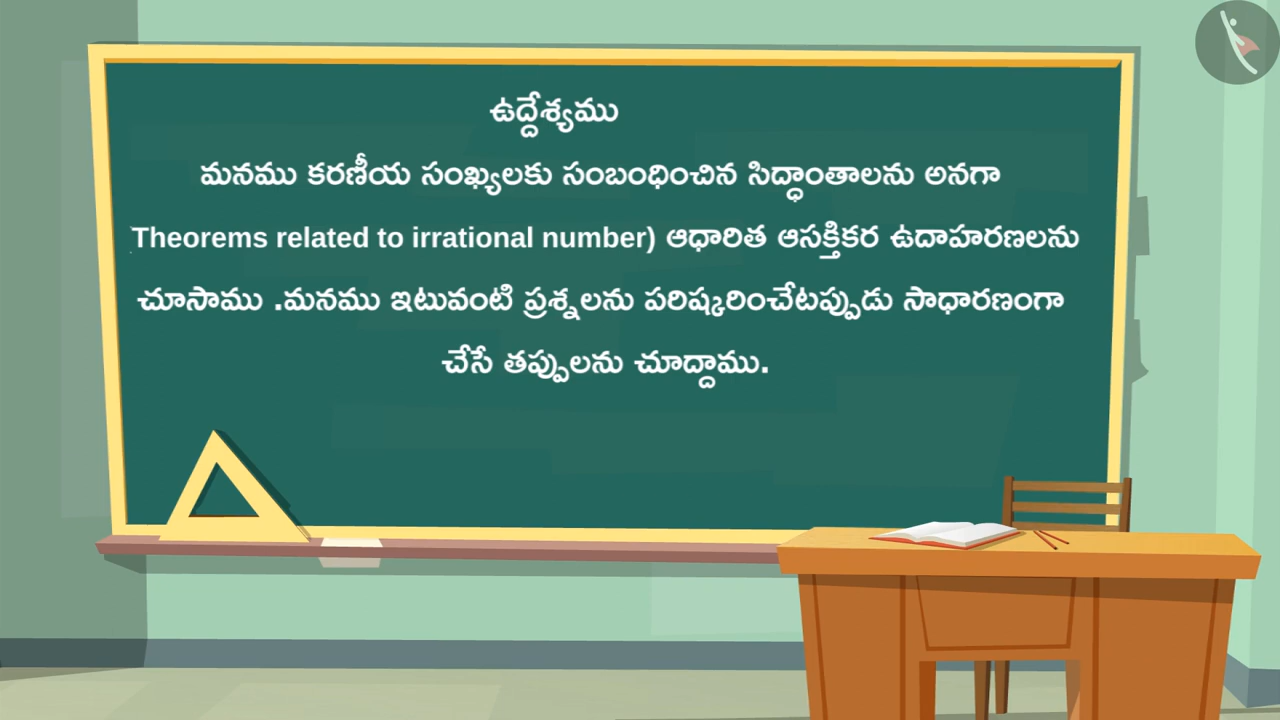 ఉద్దేశ్యము
మనము కరణీయ సంఖ్యలకు సంబంధించిన సిద్ధాంతాలను అనగా
Theorems related to irrational number) ఆధారిత ఆసక్తికర ఉదాహరణలను
చూసాము .మనము ఇటువంటి ప్రశ్నలను పరిష్కరించేటప్పుడు సాధారణంగా
చేసే తప్పులను చూద్దాము.